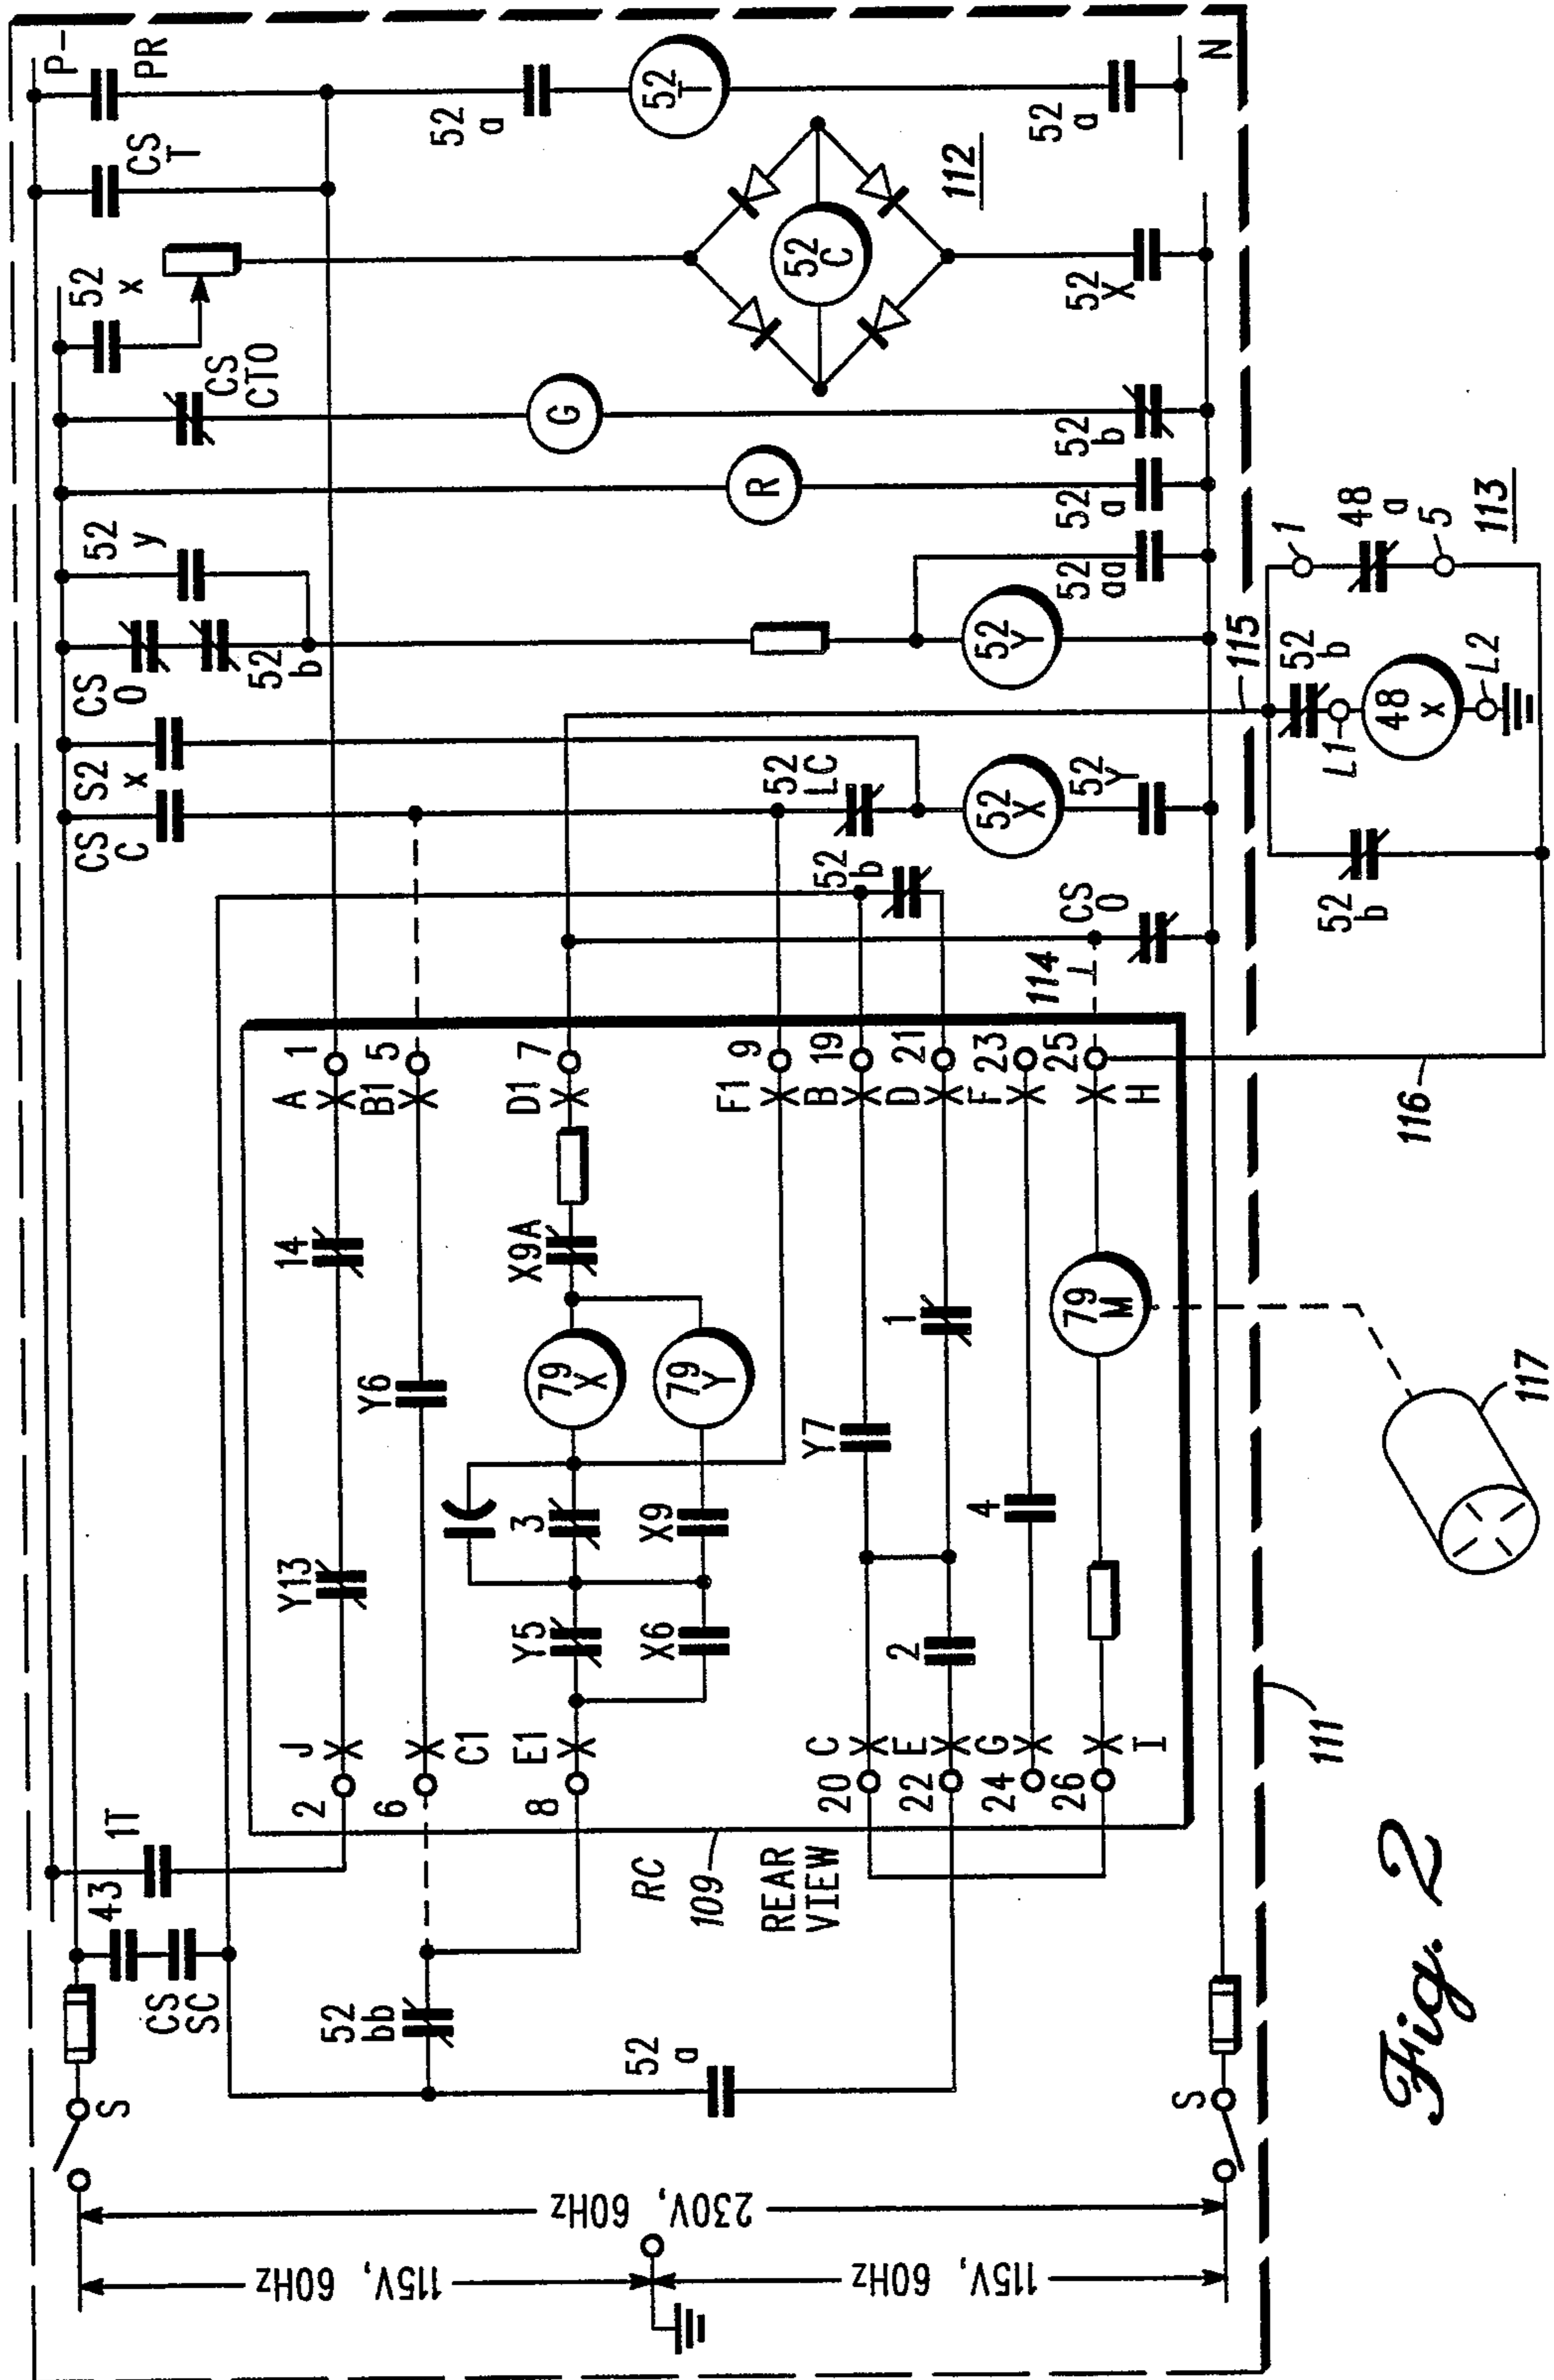 P-
PR
CS
T
52
x
CS
CTO
52
y
CS
O
52
b
S2
x
CS
C
52
a
52
T
52
a
N
112
52
C
52
X
G
52
b
R
52
a
52
aa
52
Y
115
52
LC
52
X
52
Y
52
b
CS
O
114
1
48
a
5
113
52
b
L1
48
x
L2
52
b
116
A
1
B1
5
D1
7
F1
9
B
19
D
21
F
23
25
H
14
Y6
X9A
79
X
79
Y
Y7
1
79
M
Y13
3
X9
Y5
X6
2
4
J
2
6
C1
E1
8
C
20
E
22
G
24
26
I
43
1T
CS
SC
RC
109
REAR
VIEW
52
bb
52
a
S
S
115V, 60Hz
230V, 60Hz
115V, 60Hz
111
117
Fig. 2